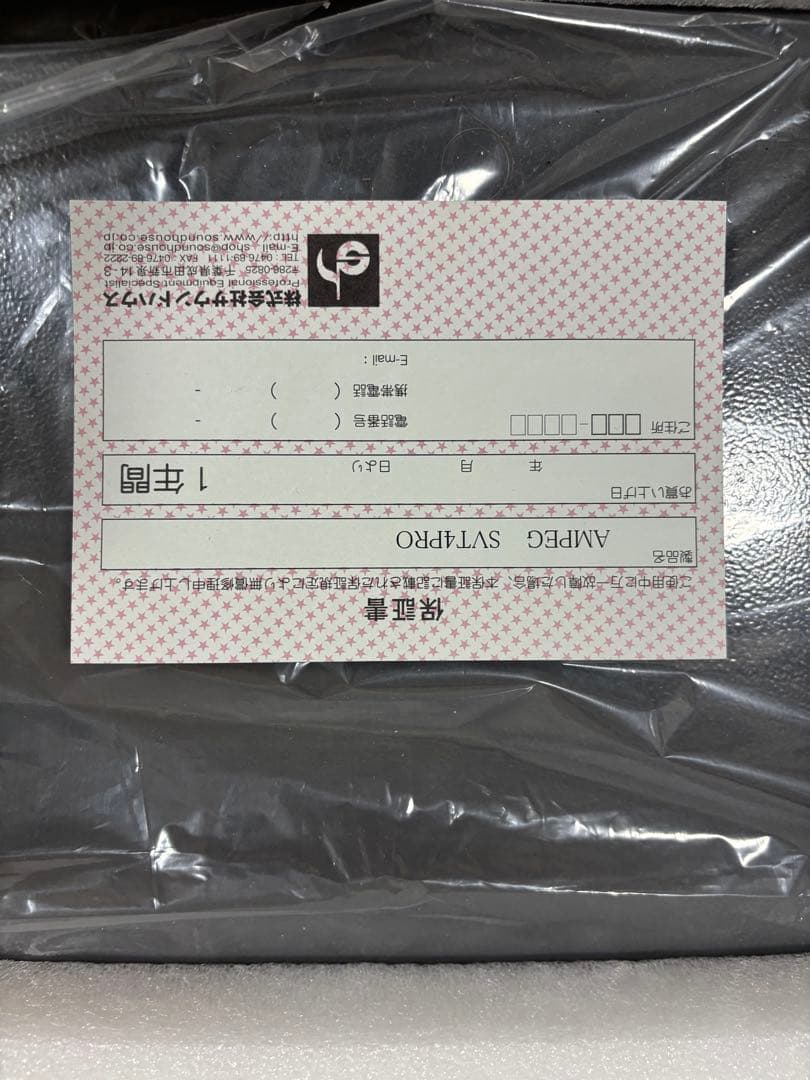 保証書
ご使用中に万一故障した場合、本保証書に記載された保証規定により無償修理申し上げます。
製品名
AMPEG SVT4PRO
お買い上げ日
年 月 日より 1年間
ご住所 □□□-□□□□
電話番号 ( ) -
携帯電話 ( ) -
E-mail:
sh
株式会社サウンドハウス
Professional Equipment Specialist
〒286-0825 千葉県成田市新泉14-3
TEL:0476-89-1111 FAX:0476-89-2222
E-mail shop@soundhouse.co.jp
http://www.soundhouse.co.jp